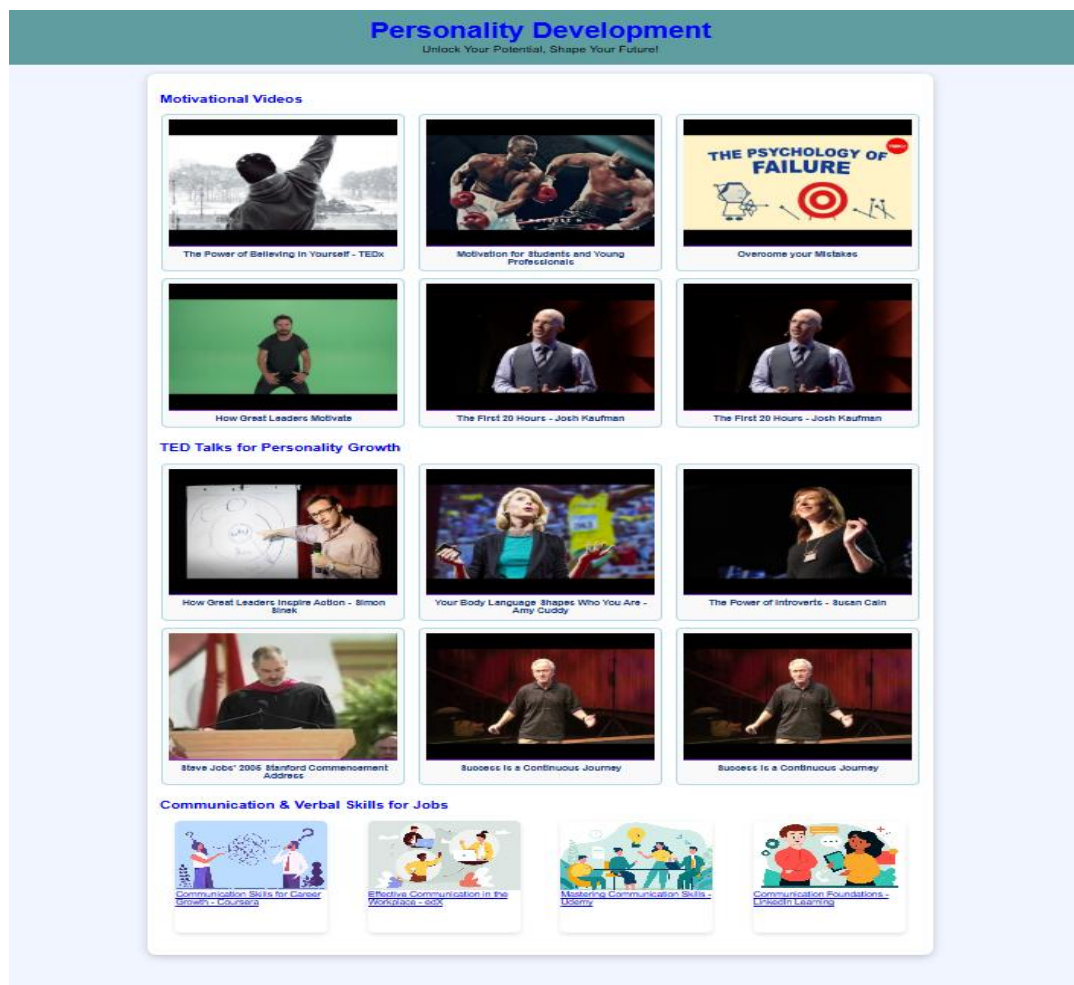 Personality Development
Unlock Your Potential, Shape Your Future!
Motivational Videos
THE PSYCHOLOGY OF
FAILURE
The Power of Believing in Yourself - TEDx
Motivation for Students and Young
Professionals
Overcome your Mistakes
How Great Leaders Motivate
The First 20 Hours - Josh Kaufman
The First 20 Hours - Josh Kaufman
TED Talks for Personality Growth
How Great Leaders Inspire Action - Simon
Sinek
Your Body Language Shapes Who You Are -
Amy Cuddy
The Power of Introverts - Susan Cain
Steve Jobs' 2005 Stanford Commencement
Address
Success is a Continuous Journey
Success is a Continuous Journey
Communication & Verbal Skills for Jobs
Communication Skills for Career
Growth - Coursera
Effective Communication in the
Workplace - edX
Mastering Communication Skills -
Udemy
Communication Foundations -
LinkedIn Learning